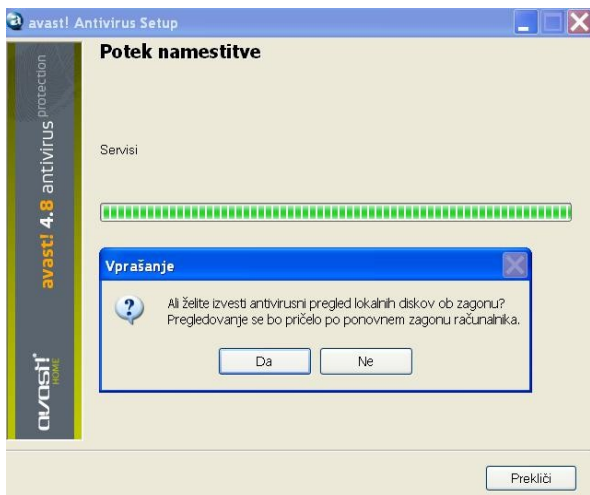 avast! Antivirus Setup
Potek namestitve
avast! 4.8 antivirus protection
avast! HOME
Servisi
Vprašanje
Ali želite izvesti antivirusni pregled lokalnih diskov ob zagonu?
Pregledovanje se bo pričelo po ponovnem zagonu računalnika.
Da
Ne
Prekliči